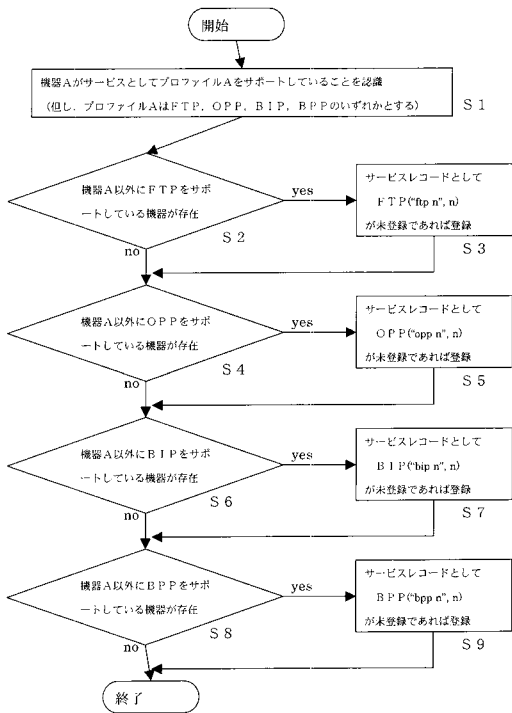 開始
機器AがサービスとしてプロファイルAをサポートしていることを認識
(但し、プロファイルAはFTP, OPP, BIP, BPPのいずれかとする)
S1
機器A以外にFTPをサポ
ートしている機器が存在
yes
no
S2
サービスレコードとして
FTP("ftp n", n)
が未登録であれば登録
S3
機器A以外にOPPをサポ
ートしている機器が存在
yes
no
S4
サービスレコードとして
OPP("opp n", n)
が未登録であれば登録
S5
機器A以外にBIPをサポ
ートしている機器が存在
yes
no
S6
サービスレコードとして
BIP("bip n", n)
が未登録であれば登録
S7
機器A以外にBPPをサポ
ートしている機器が存在
yes
no
S8
サービスレコードとして
BPP("bpp n", n)
が未登録であれば登録
S9
終了